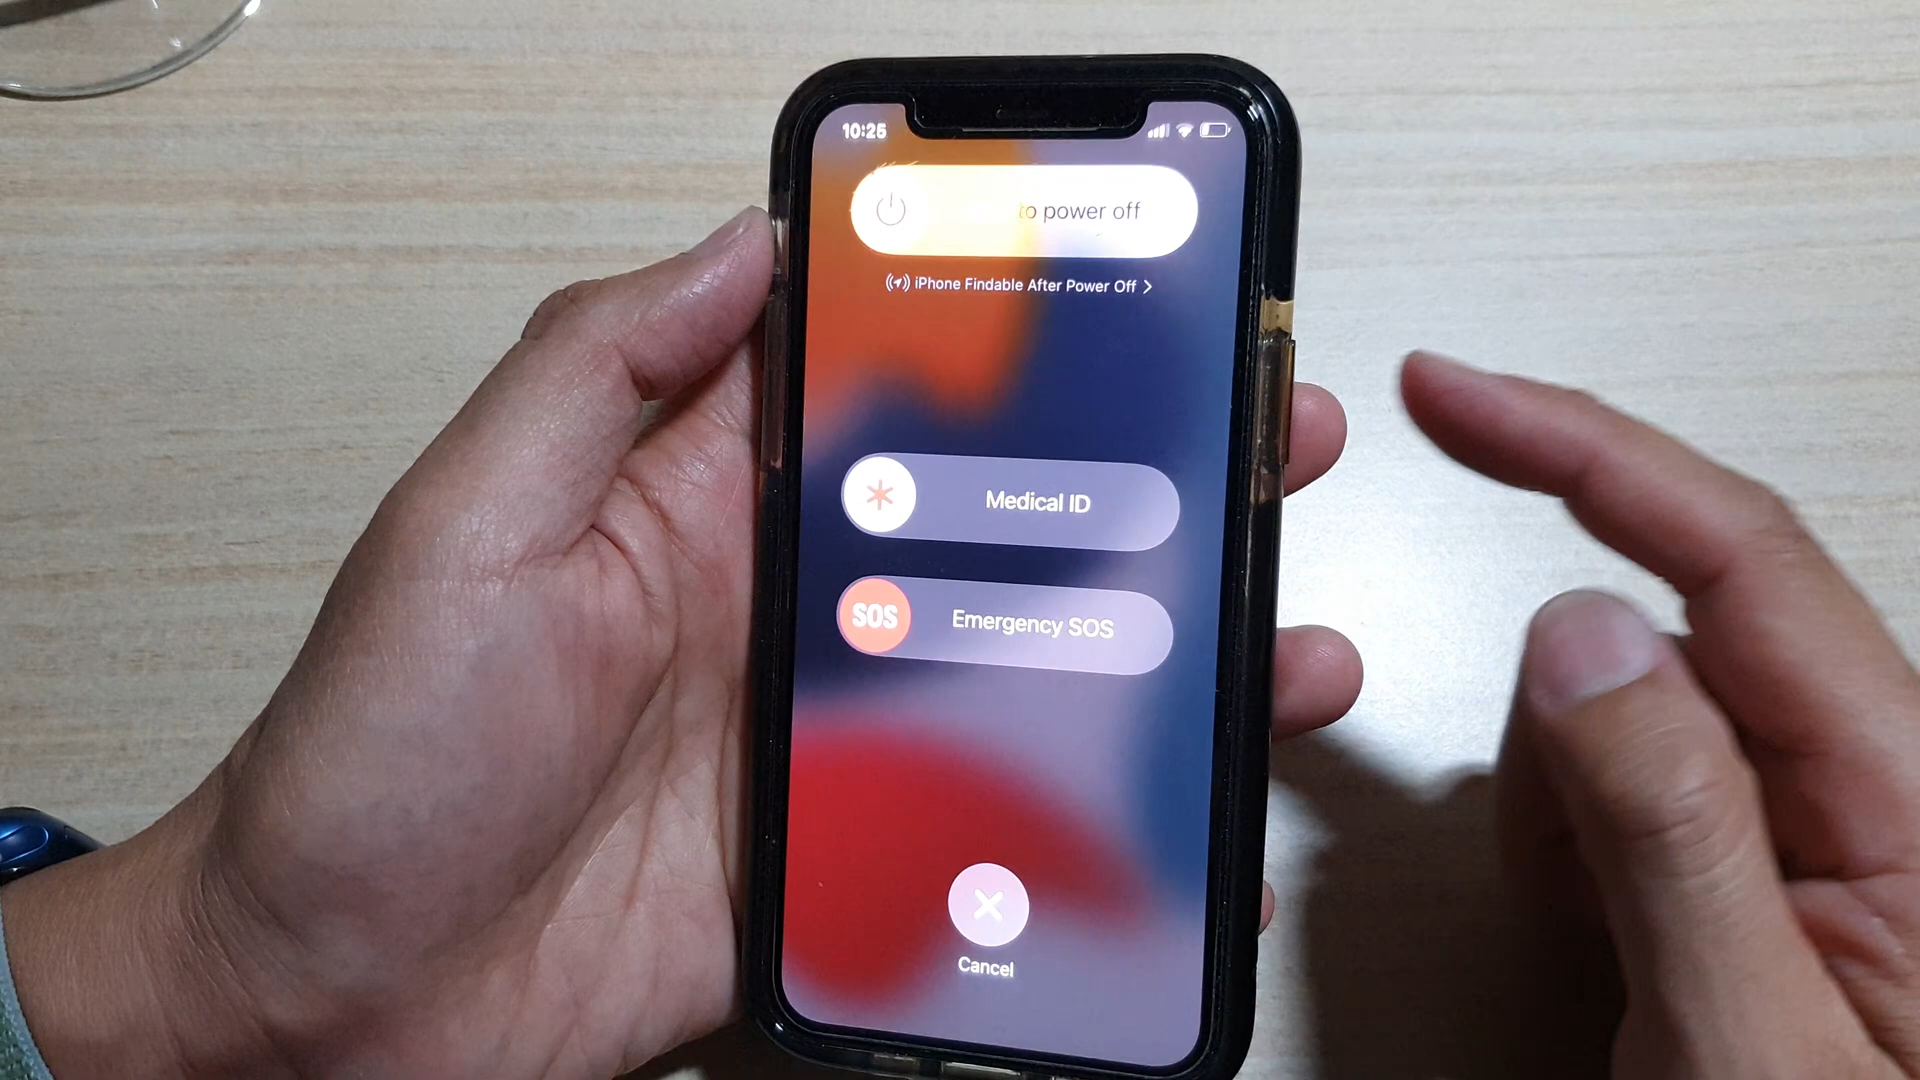 10:25
to power off
iPhone Findable After Power Off
Medical ID
SOS Emergency SOS
Cancel